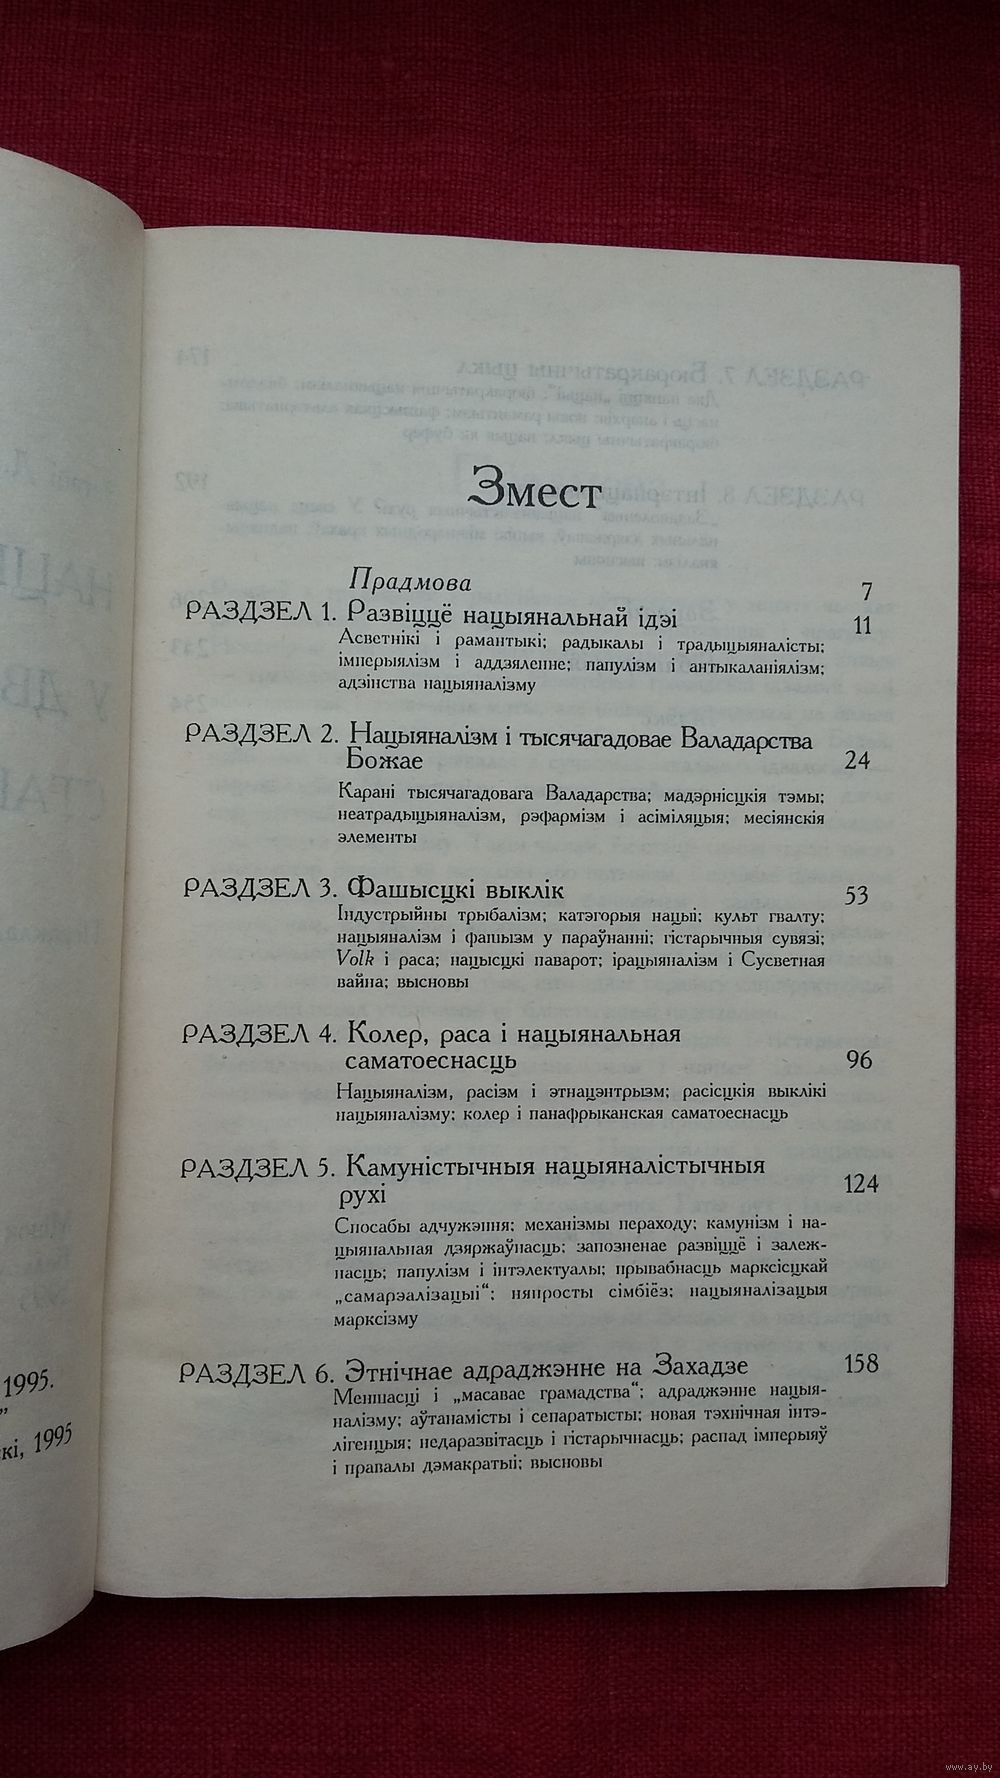 Змест
Прадмова 7
РАЗДЗЕЛ 1. Развіццё нацыянальнай ідэі 11
Асветнікі і рамантыкі; радыкалы і традыцыяналісты;
імперыялізм і аддзяленне; папулізм і антыкаланіялізм;
адзінства нацыяналізму
РАЗДЗЕЛ 2. Нацыяналізм і тысячагадовае Валадарства
Божае 24
Карані тысячагадовага Валадарства; мадэрнісцкія тэмы;
неатрадыцыяналізм, рэфармізм і асіміляцыя; месіянскія
элементы
РАЗДЗЕЛ 3. Фашысцкі выклік 53
Індустрыйны трыбалізм; катэгорыя нацыі; культ гвалту;
нацыяналізм і фашызм у параўнанні; гістарычныя сувязі;
Volk і раса; нацысцкі паварот; ірацыяналізм і Сусветная
вайна; высновы
РАЗДЗЕЛ 4. Колер, раса і нацыянальная
саматоеснасць 96
Нацыяналізм, расізм і этнацэнтрызм; расісцкія выклікі
нацыяналізму; колер і панафрыканская саматоеснасць
РАЗДЗЕЛ 5. Камуністычныя нацыяналістычныя
рухі 124
Спосабы адчужэння; механізмы пераходу; камунізм і на-
цыянальная дзяржаўнасць; запозненае развіццё і залеж-
насць; папулізм і інтэлектуалы; прывабнасць марксісцкай
„самарэалізацыі“; няпросты сімбіёз; нацыяналізацыя
марксізму
РАЗДЗЕЛ 6. Этнічнае адраджэнне на Захадзе 158
Меншасці і „масавае грамадства“; адраджэнне нацыя-
налізму; аўтанамісты і сепаратысты; новая тэхнічная інтэ-
лігенцыя; недаразвітасць і гістарычнасць; распад імперыяў
і правалы дэмакратыі; высновы
1995.
”
кі, 1995
www.ay.by